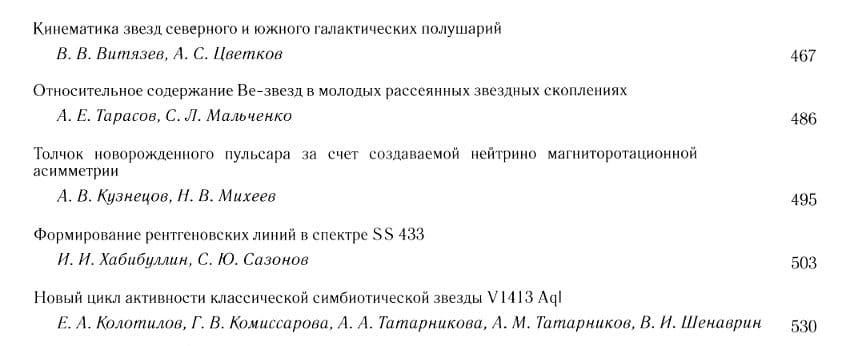 Кинематика звезд северного и южного галактических полушарий
В. В. Витязев, А. С. Цветков 467
Относительное содержание Ве-звезд в молодых рассеянных звездных скоплениях
А. Е. Тарасов, С. Л. Мальченко 486
Толчок новорожденного пульсара за счет создаваемой нейтрино магниторотационной
асимметрии
А. В. Кузнецов, Н. В. Михеев 495
Формирование рентгеновских линий в спектре SS 433
И. И. Хабибуллин, С. Ю. Сазонов 503
Новый цикл активности классической симбиотической звезды V1413 Aql
Е. А. Колотилов, Г. В. Комиссарова, А. А. Татарникова, А. М. Татарников, В. И. Шенаврин 530